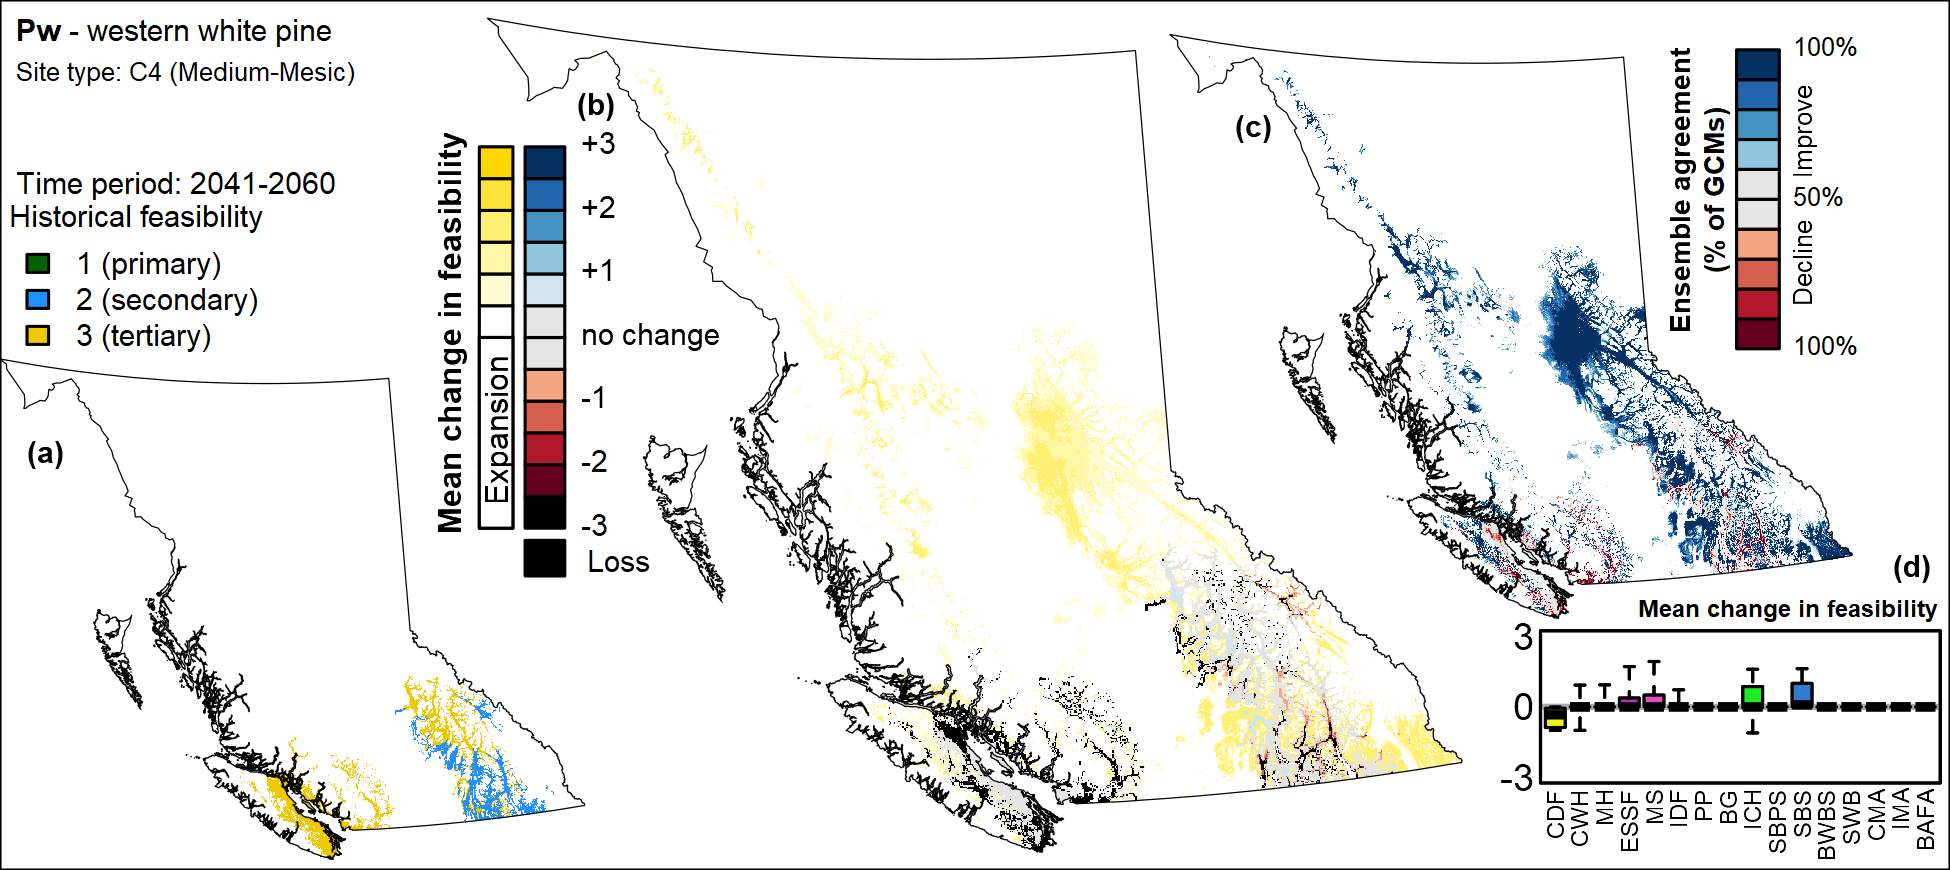 Pw - western white pine
Site type: C4 (Medium-Mesic)
Time period: 2041-2060
Historical feasibility
1 (primary)
2 (secondary)
3 (tertiary)
(a)
(b)
Mean change in feasibility
Expansion
+3
+2
+1
no change
-1
-2
-3
Loss
(c)
Ensemble agreement
(% of GCMs)
100%
Improve
50%
Decline
100%
(d)
Mean change in feasibility
3
0
-3
CDF
CWH
MH
ESSF
MS
IDF
PP
BG
ICH
SBPS
SBS
BWBS
SWB
CMA
IMA
BAFA